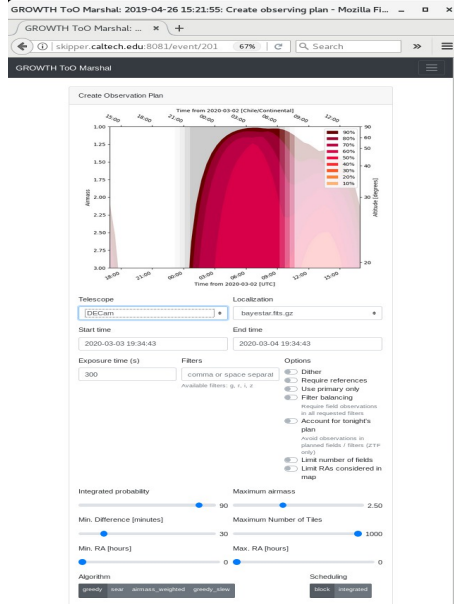 GROWTH ToO Marshal: 2019-04-26 15:21:55: Create observing plan - Mozilla Fi...
GROWTH ToO Marshal: ...
skipper.caltech.edu:8081/event/201 67% Search
GROWTH ToO Marshal
Create Observation Plan
Time from 2020-03-02 [Chile/Continental]
15:00 18:00 21:00 00:00 03:00 06:00 09:00 12:00
1.00 90
90%
80%
70%
60%
50%
40%
30%
20%
10%
1.25
1.50
1.75
2.00
2.25
2.50
2.75
3.00
Airmass
60
50
40
30
20
Altitude [degrees]
18:00 21:00 00:00 03:00 06:00 09:00 12:00 15:00
Time from 2020-03-02 [UTC]
Telescope Localization
DECam bayestar.fits.gz
Start time End time
2020-03-03 19:34:43 2020-03-04 19:34:43
Exposure time (s) Filters Options
300 comma or space separat
Available filters: g, r, i, z
Dither
Require references
Use primary only
Filter balancing
Require field observations
in all requested filters
Account for tonight's
plan
Avoid observations in
planned fields / filters (ZTF
only)
Limit number of fields
Limit RAs considered in
map
Integrated probability Maximum airmass
90 2.50
Min. Difference [minutes] Maximum Number of Tiles
30 1000
Min. RA [hours] Max. RA [hours]
0 0
Algorithm Scheduling
greedy sear airmass_weighted greedy_slew block integrated